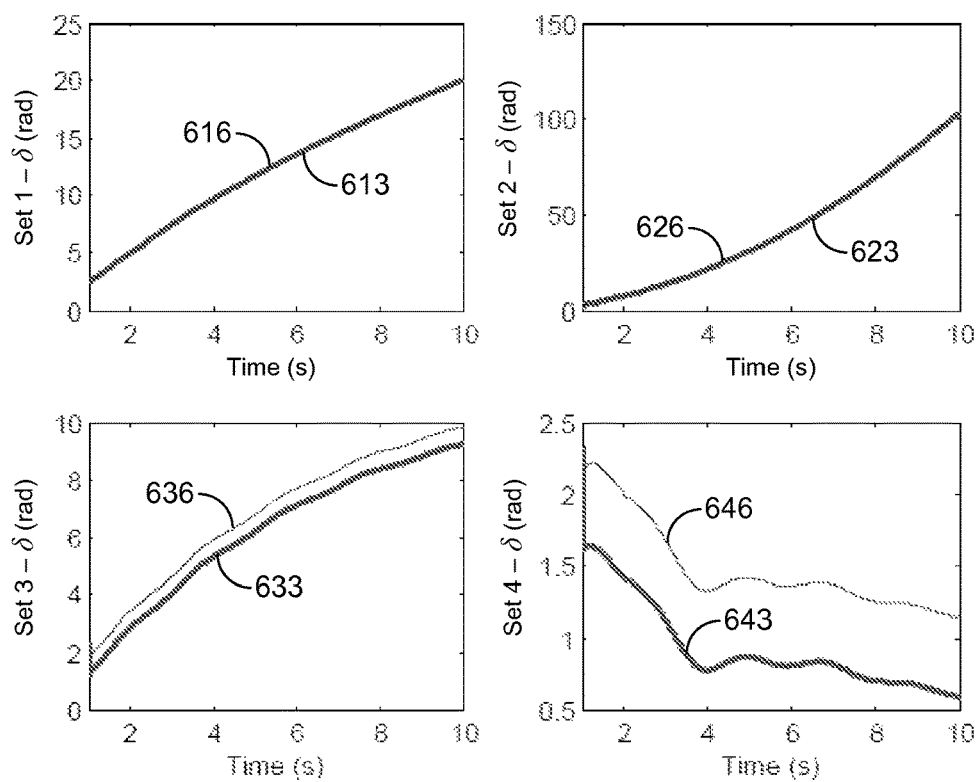 25
20
15
10
5
0
Set 1 – δ (rad)
616
613
2 4 6 8 10
Time (s)
150
100
50
0
Set 2 – δ (rad)
626
623
2 4 6 8 10
Time (s)
10
8
6
4
2
0
Set 3 – δ (rad)
636
633
2 4 6 8 10
Time (s)
2.5
2
1.5
1
0.5
Set 4 – δ (rad)
646
643
2 4 6 8 10
Time (s)